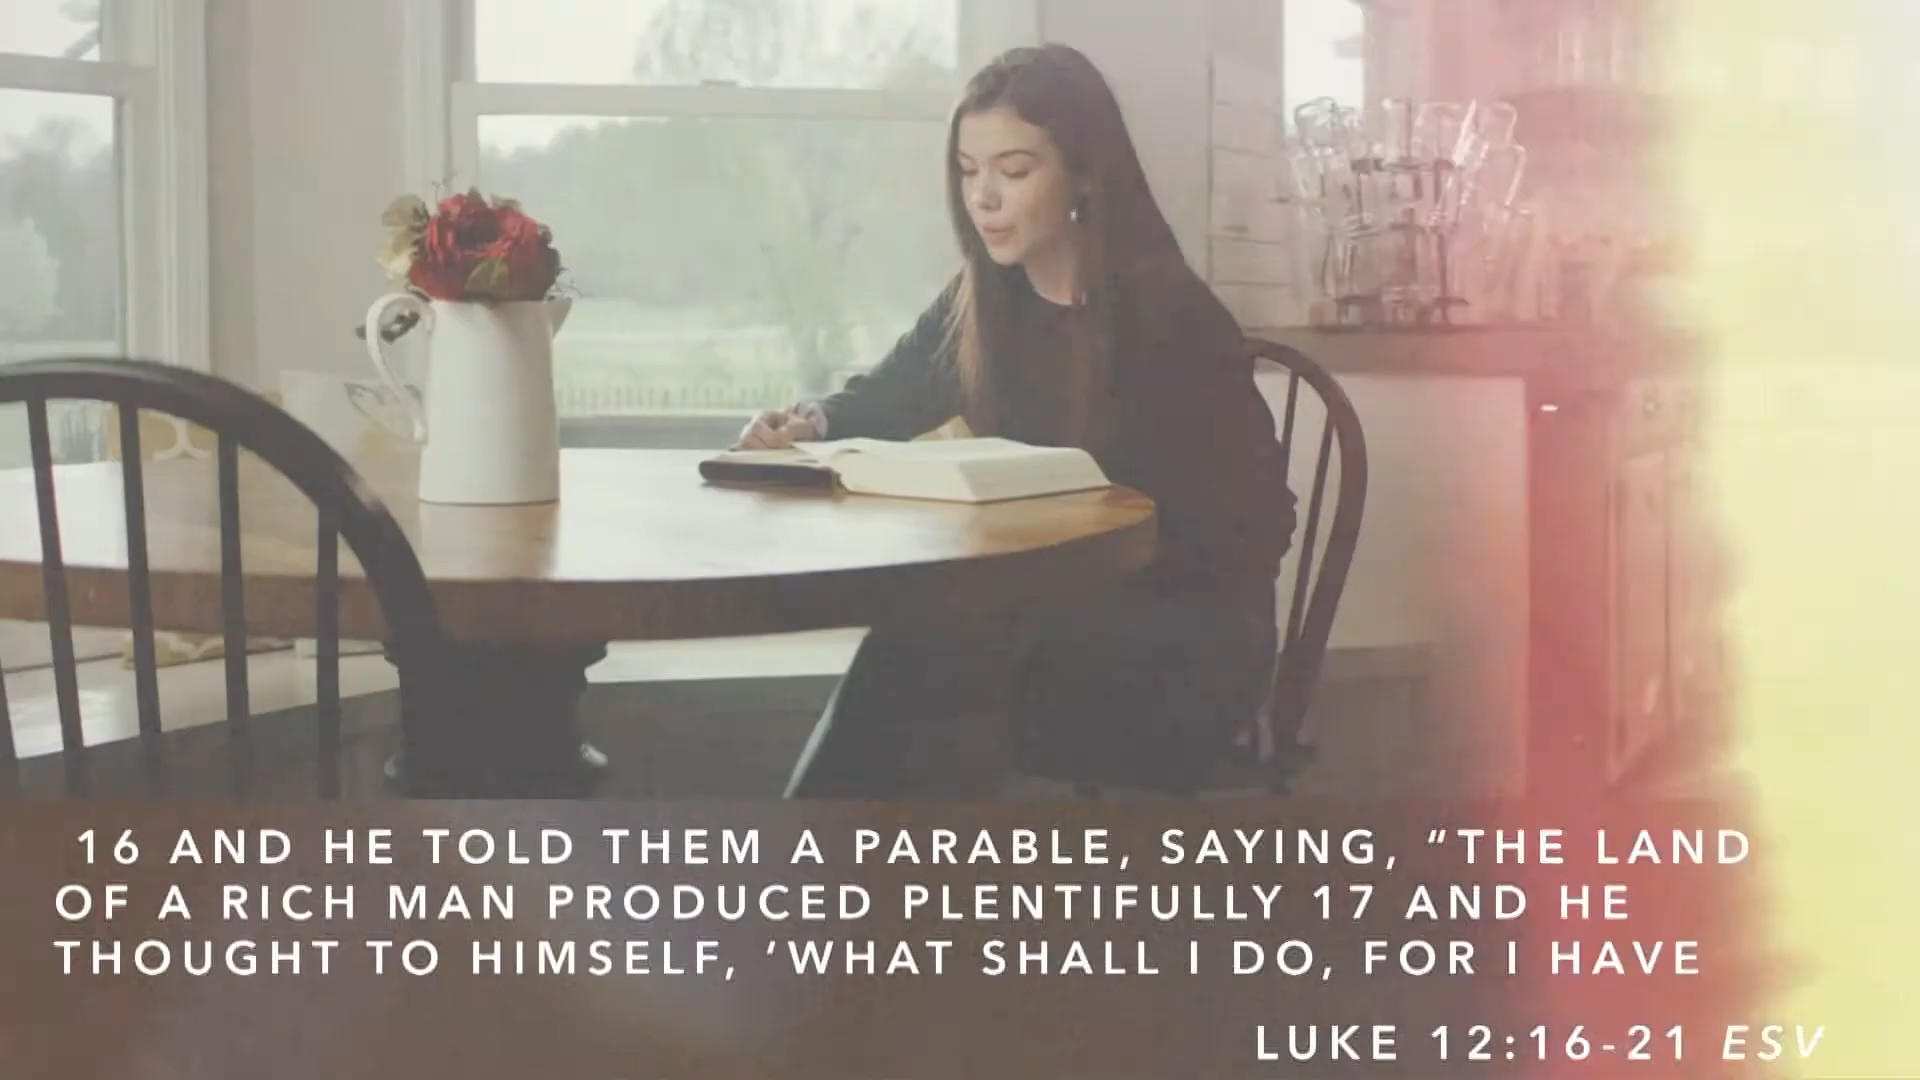 16 AND HE TOLD THEM A PARABLE, SAYING, “THE LAND
OF A RICH MAN PRODUCED PLENTIFULLY 17 AND HE
THOUGHT TO HIMSELF, ‘WHAT SHALL I DO, FOR I HAVE
LUKE 12:16-21 ESV